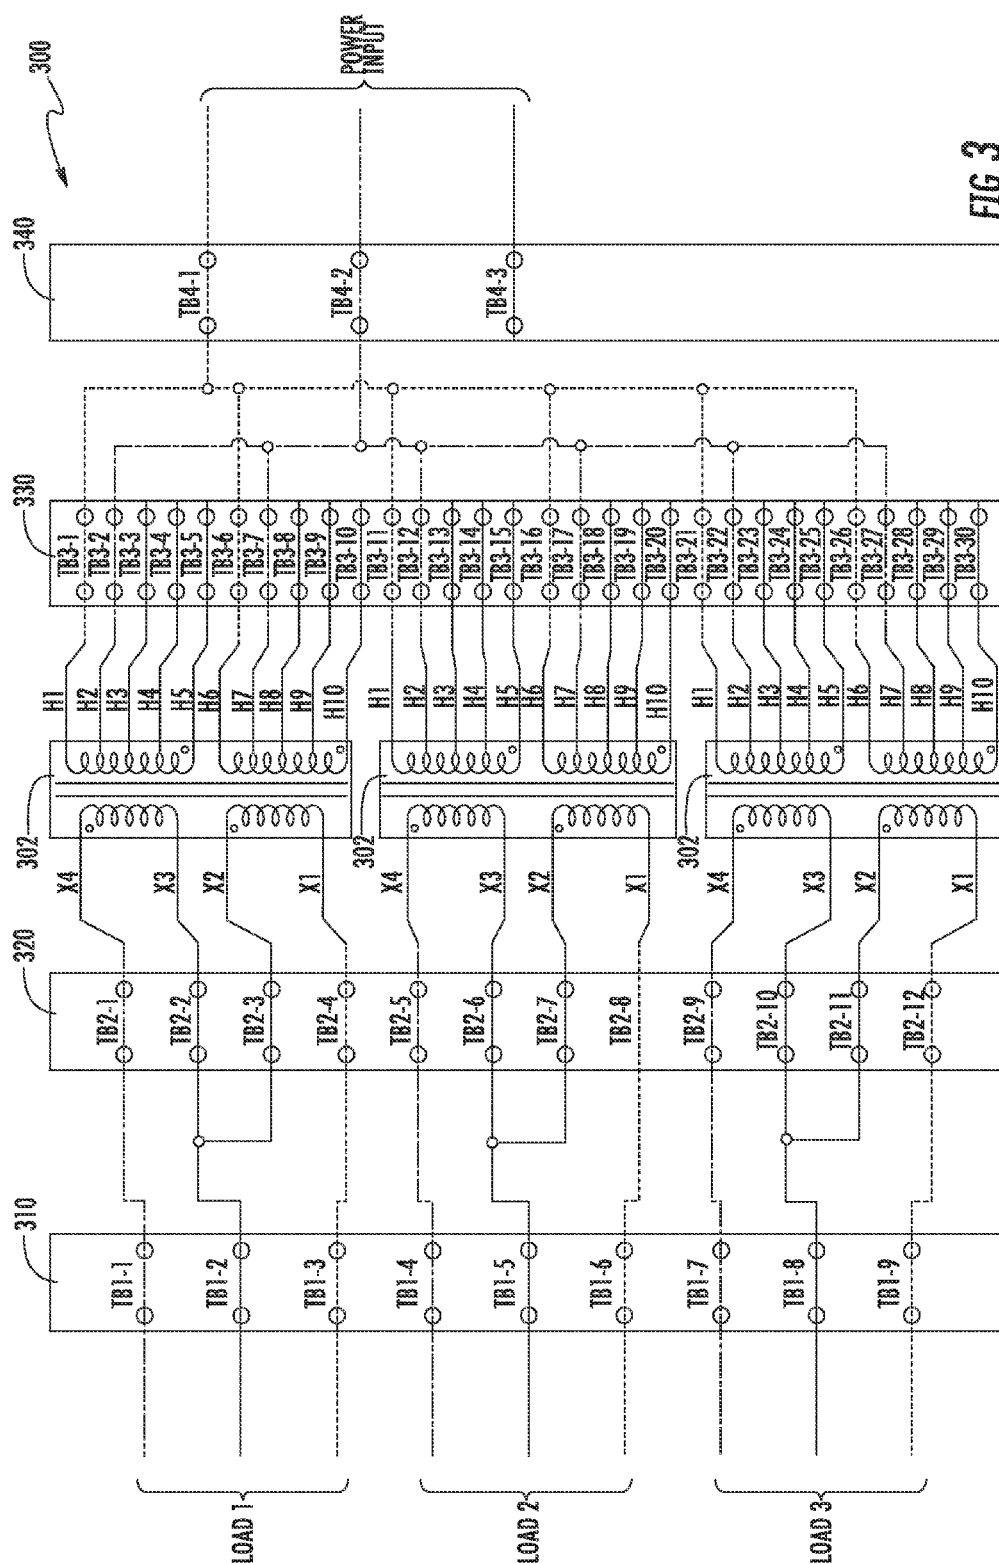 300
340
TB4-1
TB4-2
TB4-3
POWER
INPUT
FIG. 3
330
TB3-1
TB3-2
TB3-3
TB3-4
TB3-5
TB3-6
TB3-7
TB3-8
TB3-9
TB3-10
TB3-11
TB3-12
TB3-13
TB3-14
TB3-15
TB3-16
TB3-17
TB3-18
TB3-19
TB3-20
TB3-21
TB3-22
TB3-23
TB3-24
TB3-25
TB3-26
TB3-27
TB3-28
TB3-29
TB3-30
H1
H2
H3
H4
H5
H6
H7
H8
H9
H10
H1
H2
H3
H4
H5
H6
H7
H8
H9
H10
H1
H2
H3
H4
H5
H6
H7
H8
H9
H10
302
302
302
X4
X3
X2
X1
X4
X3
X2
X1
X4
X3
X2
X1
320
TB2-1
TB2-2
TB2-3
TB2-4
TB2-5
TB2-6
TB2-7
TB2-8
TB2-9
TB2-10
TB2-11
TB2-12
310
TB1-1
TB1-2
TB1-3
TB1-4
TB1-5
TB1-6
TB1-7
TB1-8
TB1-9
LOAD 1
LOAD 2
LOAD 3